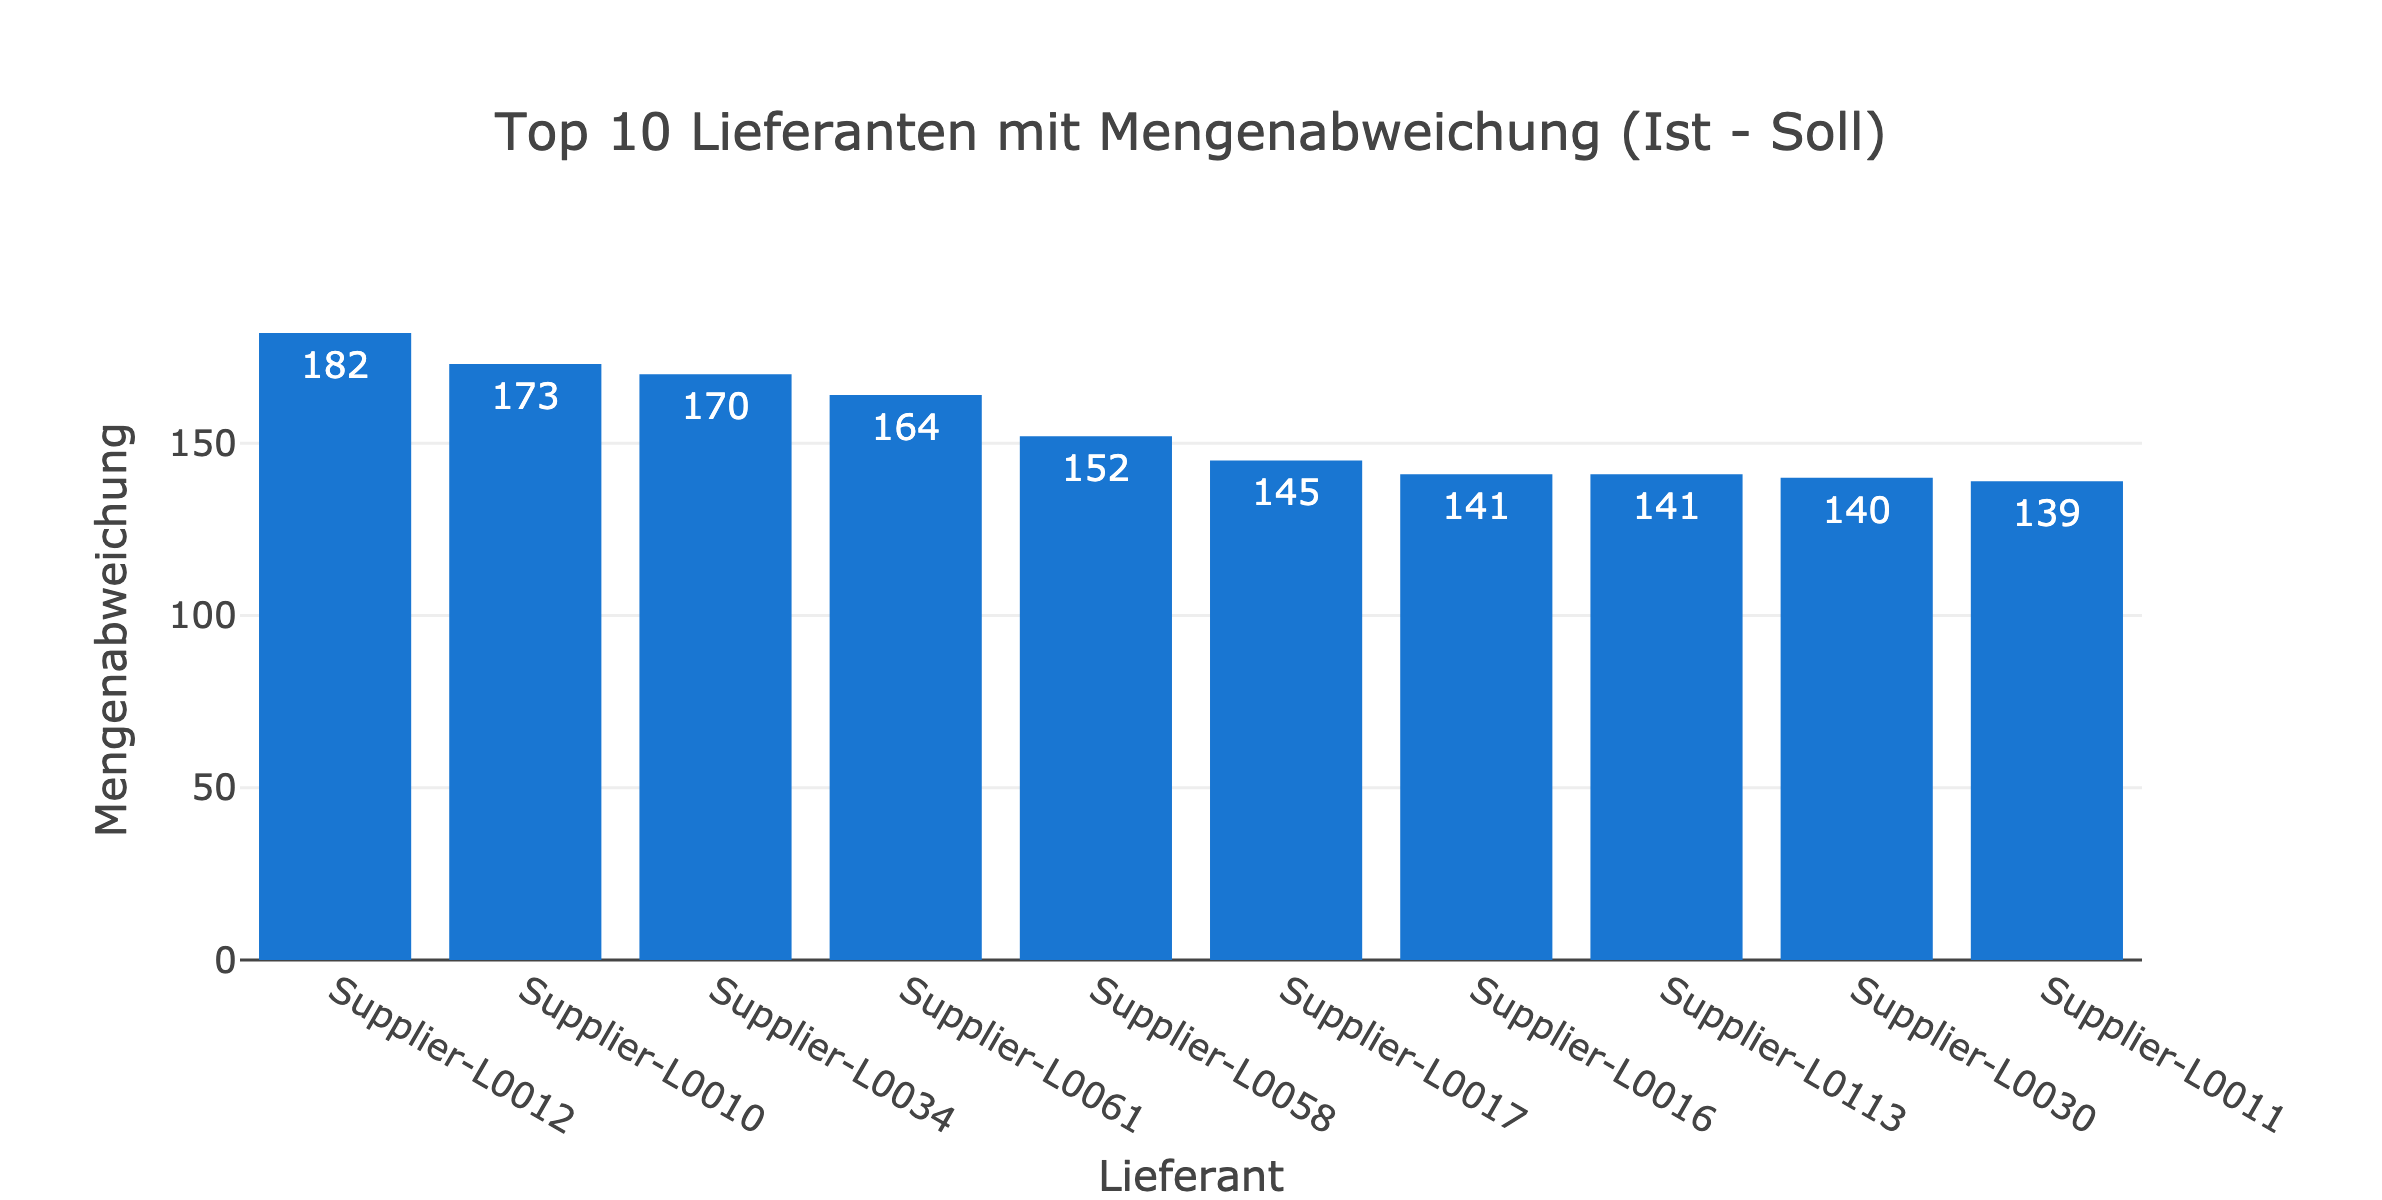 Top 10 Lieferanten mit Mengenabweichung (Ist - Soll)
Mengenabweichung
150
100
50
0
182
173
170
164
152
145
141
141
140
139
Supplier-L0012
Supplier-L0010
Supplier-L0034
Supplier-L0061
Supplier-L0058
Supplier-L0017
Supplier-L0016
Supplier-L0113
Supplier-L0030
Supplier-L0011
Lieferant